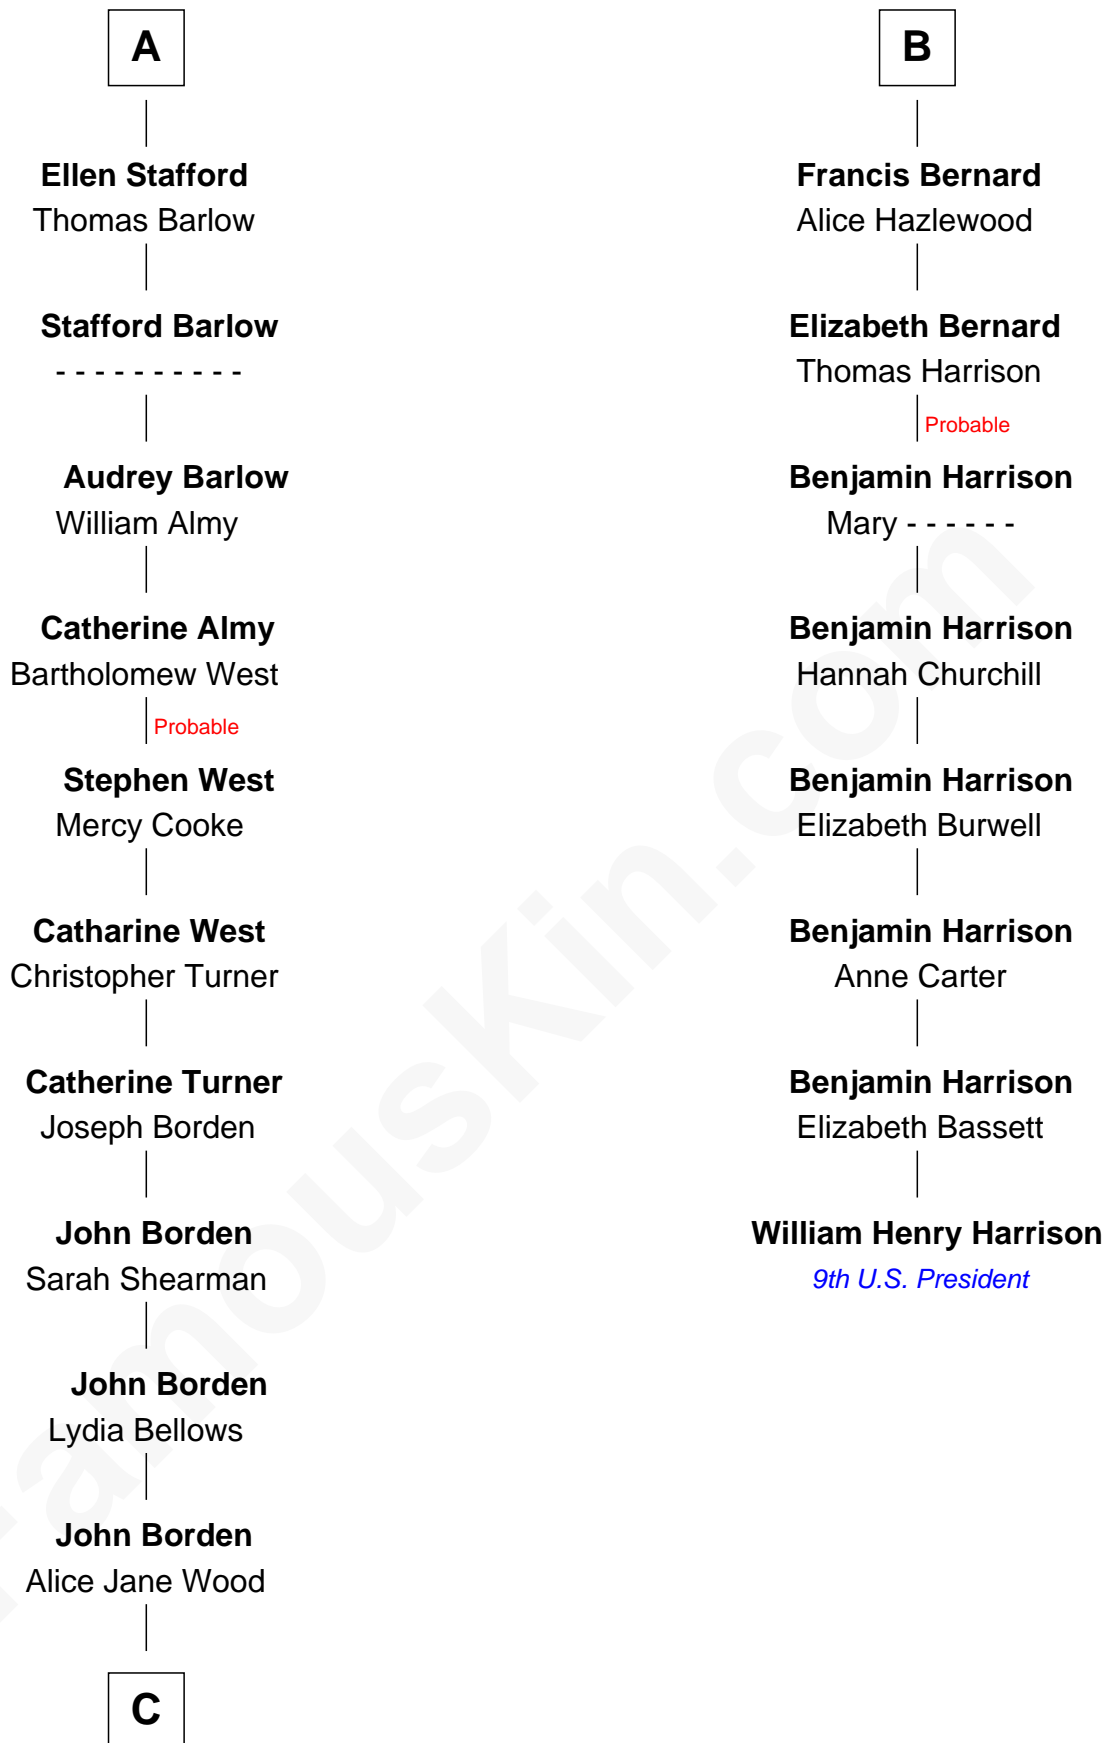 A
Ellen Stafford
Thomas Barlow
Stafford Barlow
- - - - - - - - - -
Audrey Barlow
William Almy
Catherine Almy
Bartholomew West
Probable
Stephen West
Mercy Cooke
Catharine West
Christopher Turner
Catherine Turner
Joseph Borden
John Borden
Sarah Shearman
John Borden
Lydia Bellows
John Borden
Alice Jane Wood
C
B
Francis Bernard
Alice Hazlewood
Elizabeth Bernard
Thomas Harrison
Probable
Benjamin Harrison
Mary - - - - - -
Benjamin Harrison
Hannah Churchill
Benjamin Harrison
Elizabeth Burwell
Benjamin Harrison
Anne Carter
Benjamin Harrison
Elizabeth Bassett
William Henry Harrison
9th U.S. President
FamousKin.com